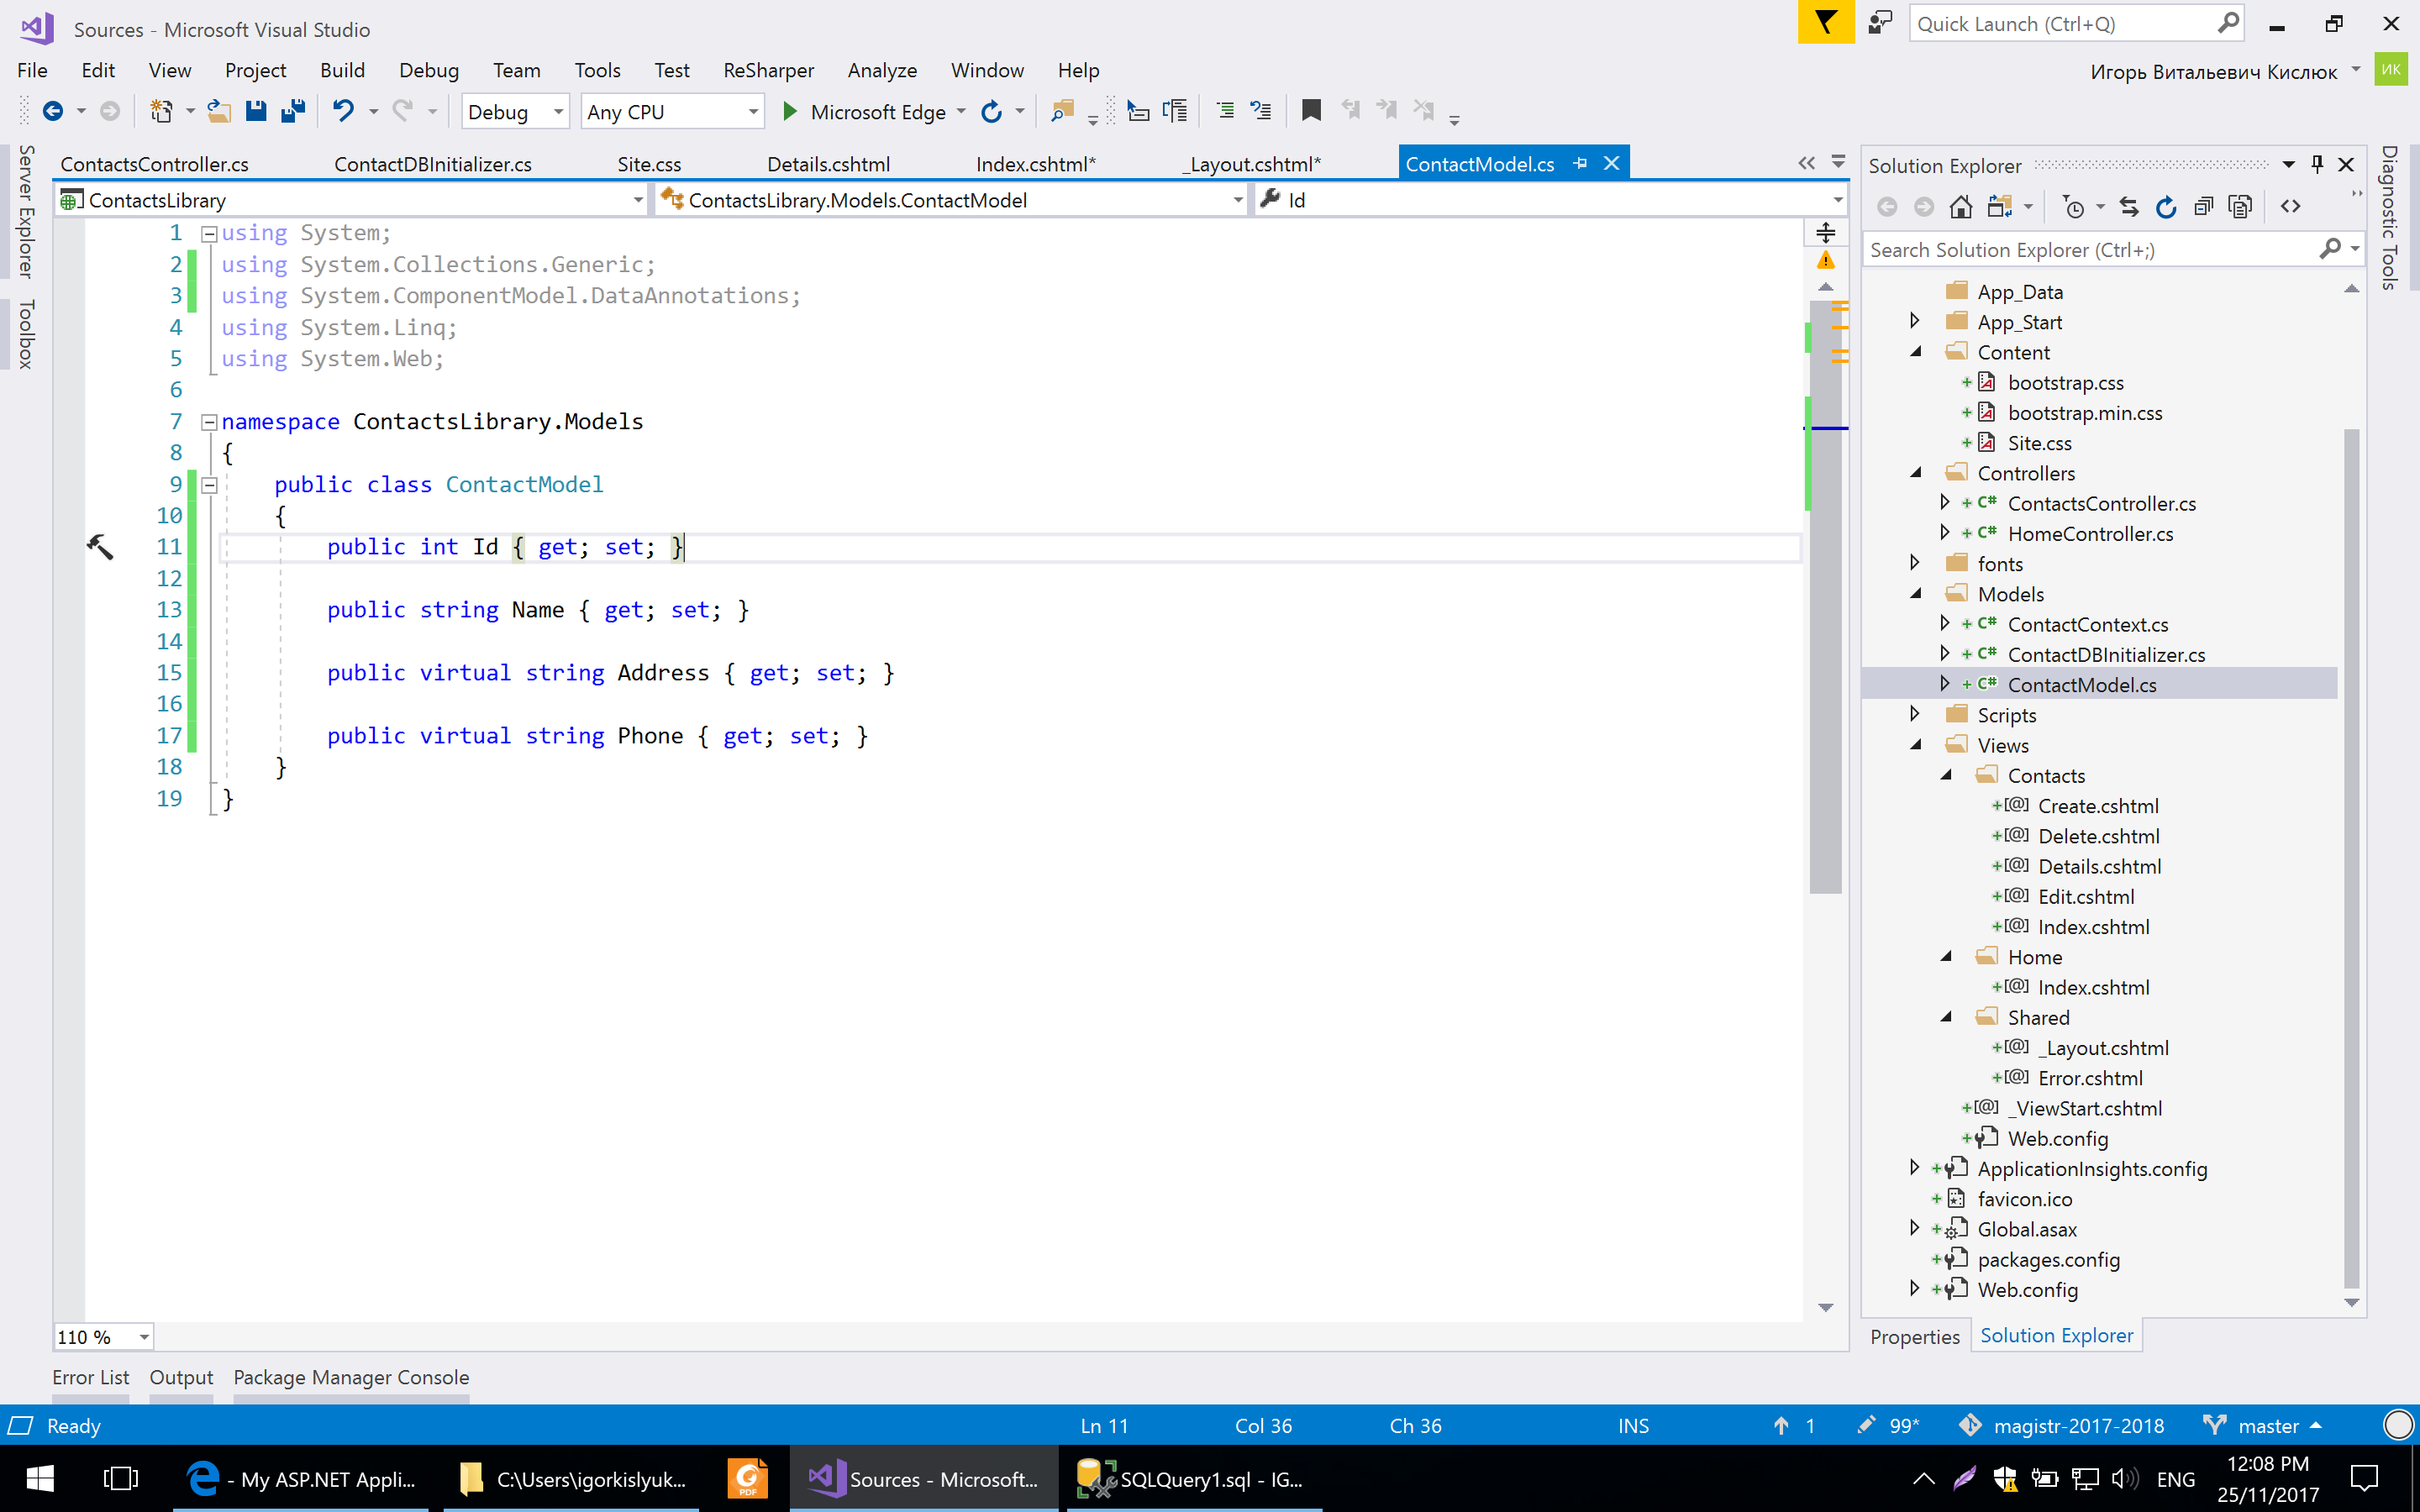 Sources - Microsoft Visual Studio
Quick Launch (Ctrl+Q)
File Edit View Project Build Debug Team Tools Test ReSharper Analyze Window Help
Игорь Витальевич Кислюк
ИК
Debug Any CPU Microsoft Edge
Server Explorer
Toolbox
ContactsController.cs ContactDBInitializer.cs Site.css Details.cshtml Index.cshtml* _Layout.cshtml* ContactModel.cs
ContactsLibrary ContactsLibrary.Models.ContactModel Id
1 using System;
2 using System.Collections.Generic;
3 using System.ComponentModel.DataAnnotations;
4 using System.Linq;
5 using System.Web;
6
7 namespace ContactsLibrary.Models
8 {
9 public class ContactModel
10 {
11 public int Id { get; set; }
12
13 public string Name { get; set; }
14
15 public virtual string Address { get; set; }
16
17 public virtual string Phone { get; set; }
18 }
19 }
110 %
Solution Explorer
Search Solution Explorer (Ctrl+;)
App_Data
App_Start
Content
bootstrap.css
bootstrap.min.css
Site.css
Controllers
C# ContactsController.cs
C# HomeController.cs
fonts
Models
C# ContactContext.cs
C# ContactDBInitializer.cs
C# ContactModel.cs
Scripts
Views
Contacts
[@] Create.cshtml
[@] Delete.cshtml
[@] Details.cshtml
[@] Edit.cshtml
[@] Index.cshtml
Home
[@] Index.cshtml
Shared
[@] _Layout.cshtml
[@] Error.cshtml
[@] _ViewStart.cshtml
Web.config
ApplicationInsights.config
favicon.ico
Global.asax
packages.config
Web.config
Properties Solution Explorer
Diagnostic Tools
Error List Output Package Manager Console
Ready Ln 11 Col 36 Ch 36 INS 1 99* magistr-2017-2018 master
- My ASP.NET Appli... C:\Users\igorkislyuk... PDF Sources - Microsoft... SQLQuery1.sql - IG... ENG
12:08 PM
25/11/2017